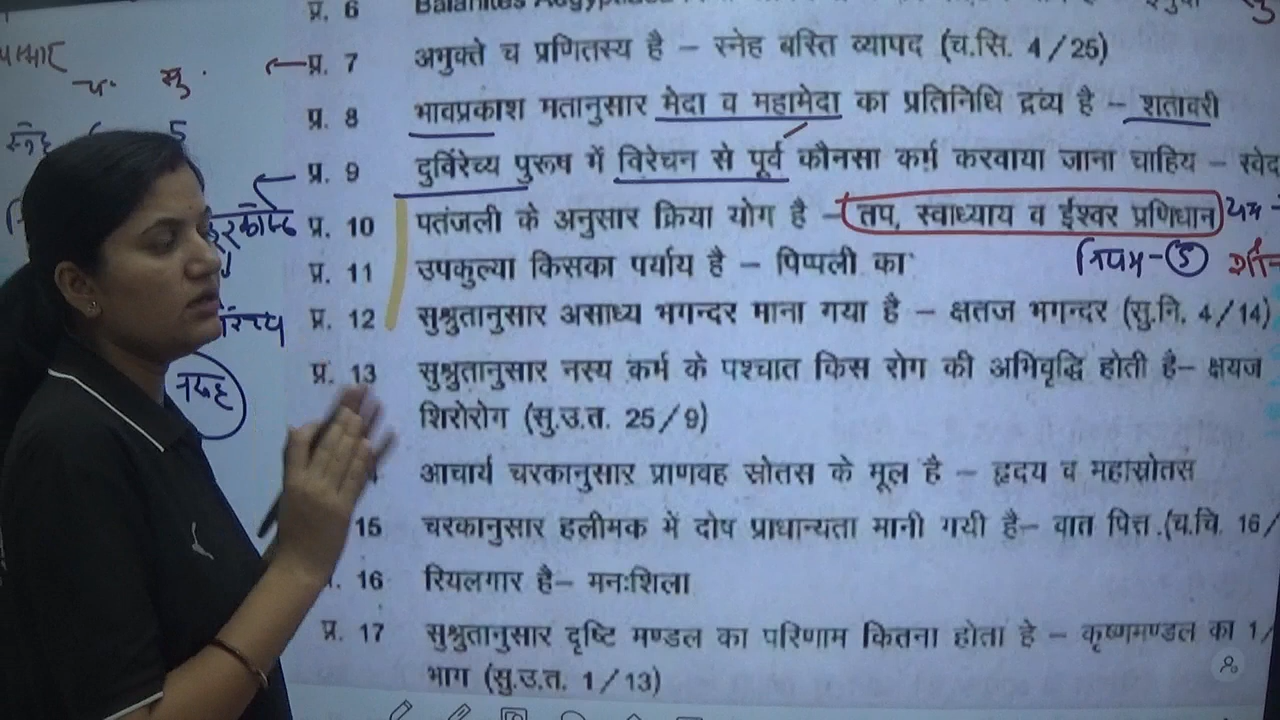 प्र. 6 Balanites Aegyptiaca
प्र. 7 अभुक्ते च प्रणितस्य है – स्नेह बस्ति व्यापद (च.सि. 4/25)
च. सु.
प्र. 8 भावप्रकाश मतानुसार मेदा व महामेदा का प्रतिनिधि द्रव्य है – शतावरी
स्नेह 5
प्र. 9 दुविंरेच्य पुरूष में विरेचन से पूर्व कौनसा कर्म करवाया जाना चाहिय – स्वेद
प्र. 10 पतंजली के अनुसार क्रिया योग है – तप, स्वाध्याय व ईश्वर प्रणिधान
नियम-5
प्र. 11 उपकुल्या किसका पर्याय है – पिप्पली का
प्र. 12 सुश्रुतानुसार असाध्य भगन्दर माना गया है – क्षतज भगन्दर (सु.नि. 4/14)
प्र. 13 सुश्रुतानुसार नस्य कर्म के पश्चात किस रोग की अभिवृद्धि होती है– क्षयज
शिरोरोग (सु.उ.त. 25/9)
आचार्य चरकानुसार प्राणवह स्रोतस के मूल है – हृदय व महास्रोतस
15 चरकानुसार हलीमक में दोष प्राधान्यता मानी गयी है– वात पित्त .(च.चि. 16/
. 16 रियलगार है– मनःशिला
प्र. 17 सुश्रुतानुसार दृष्टि मण्डल का परिणाम कितना होता है – कृष्णमण्डल का 1/
भाग (सु.उ.त. 1/13)